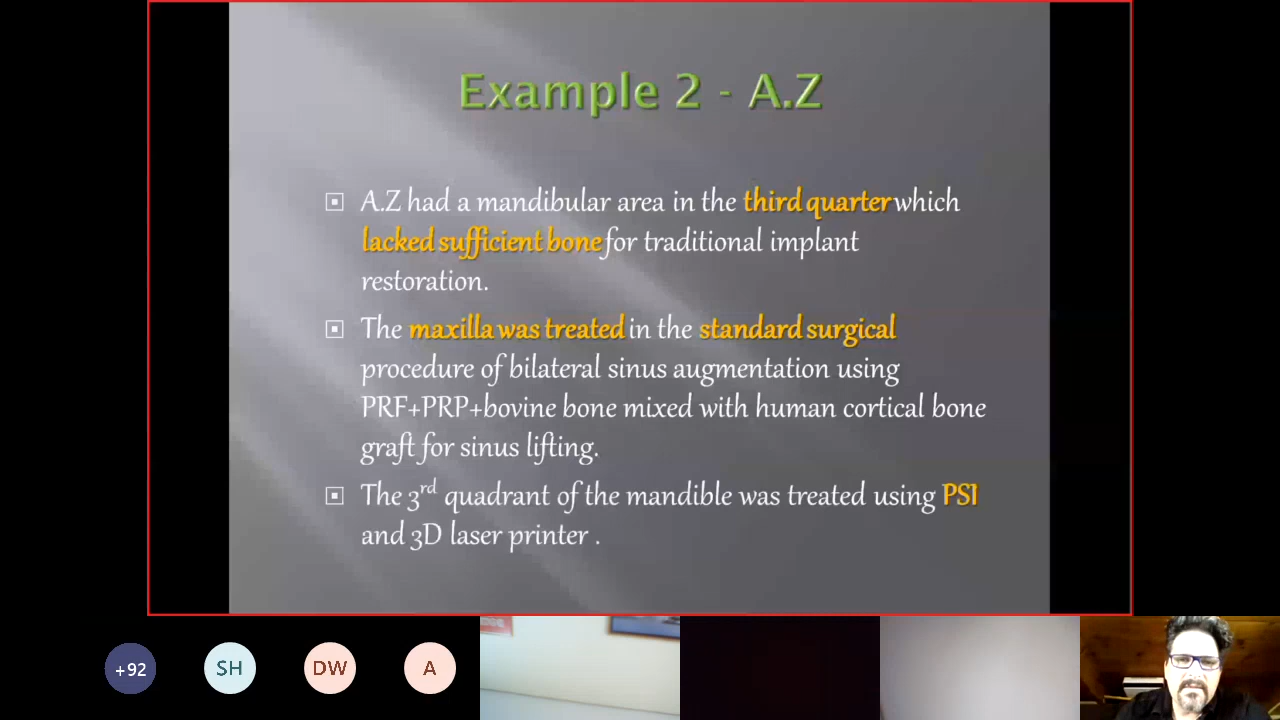 Example 2 - A.Z
A.Z had a mandibular area in the third quarter which
lacked sufficient bone for traditional implant
restoration.
The maxilla was treated in the standard surgical
procedure of bilateral sinus augmentation using
PRF+PRP+bovine bone mixed with human cortical bone
graft for sinus lifting.
The 3rd quadrant of the mandible was treated using PSI
and 3D laser printer .
+92 SH DW A